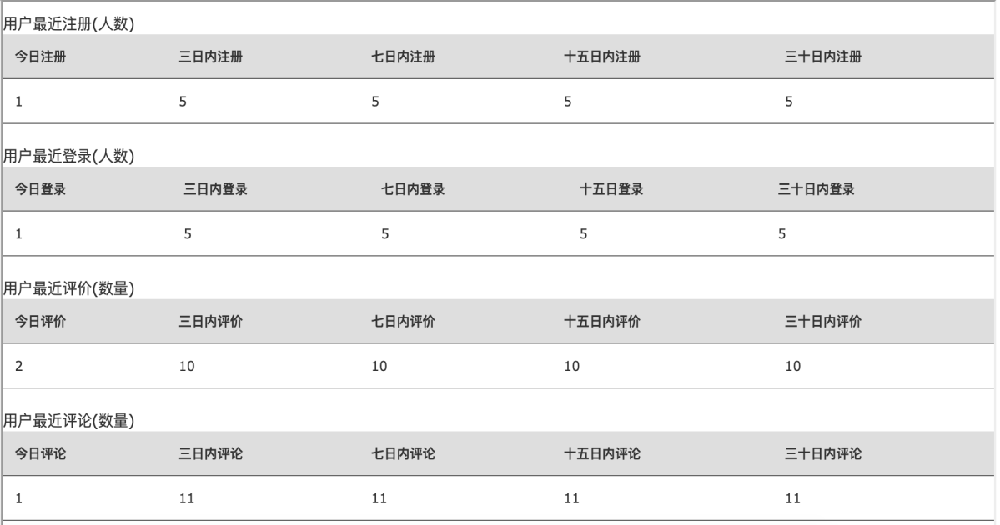 用户最近注册(人数)
今日注册 三日内注册 七日内注册 十五日内注册 三十日内注册
1 5 5 5 5
用户最近登录(人数)
今日登录 三日内登录 七日内登录 十五日登录 三十日内登录
1 5 5 5 5
用户最近评价(数量)
今日评价 三日内评价 七日内评价 十五日内评价 三十日内评价
2 10 10 10 10
用户最近评论(数量)
今日评论 三日内评论 七日内评论 十五日内评论 三十日内评论
1 11 11 11 11